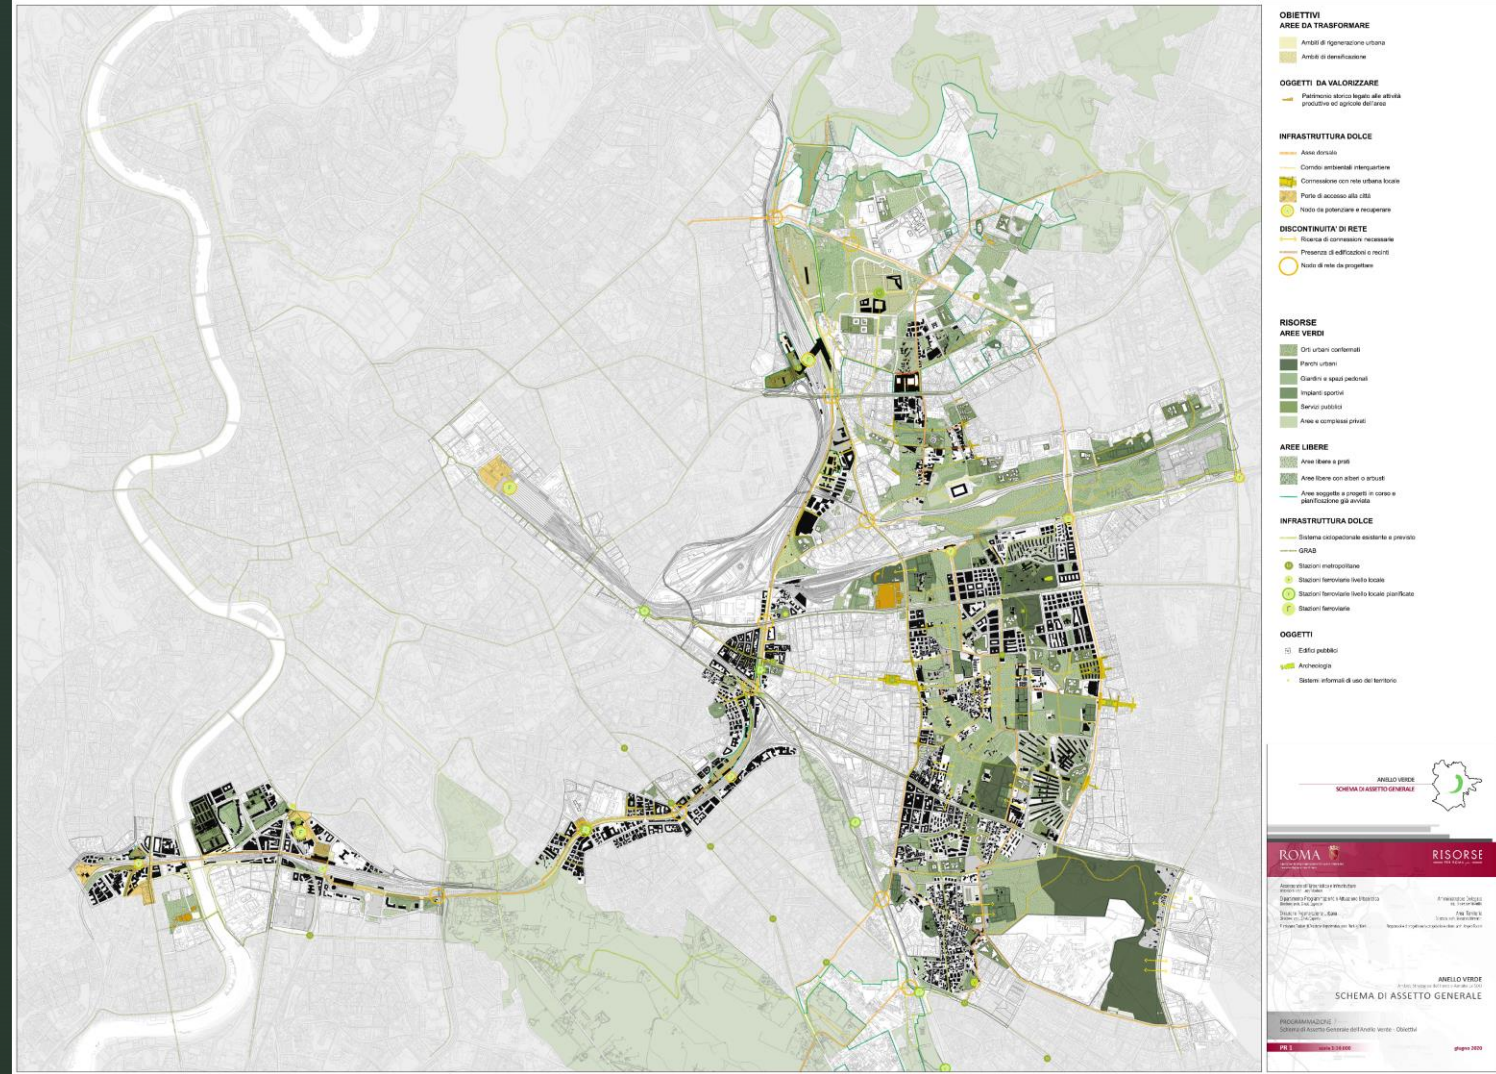 OBIETTIVI
AREE DA TRASFORMARE
Ambiti di rigenerazione urbana
Ambiti di densificazione
OGGETTI DA VALORIZZARE
Patrimonio storico legato alle attività
produttive ed agricole dell'area
INFRASTRUTTURA DOLCE
Asse dorsale
Corridoi ambientali interquartiere
Connessione con rete urbana locale
Porte di accesso alla città
Nodo da potenziare e recuperare
DISCONTINUITA' DI RETE
Ricerca di connessioni necessarie
Presenza di edificazioni e recinti
Nodo di rete da progettare
RISORSE
AREE VERDI
Orti urbani confermati
Parchi urbani
Giardini e spazi pedonali
Impianti sportivi
Servizi pubblici
Aree e complessi privati
AREE LIBERE
Aree libere a prati
Aree libere con alberi o arbusti
Aree soggette a progetti in corso e
pianificazione già avviata
INFRASTRUTTURA DOLCE
Sistema ciclopedonale esistente e previsto
GRAB
Stazioni metropolitane
Stazioni ferroviarie livello locale
Stazioni ferroviarie livello locale pianificate
Stazioni ferroviarie
OGGETTI
Edifici pubblici
Archeologia
Sistemi informali di uso del territorio
ANELLO VERDE
SCHEMA DI ASSETTO GENERALE
ROMA
RISORSE
ANELLO VERDE
SCHEMA DI ASSETTO GENERALE
PROGRAMMAZIONE
Schema di Assetto Generale dell'Anello Verde - Obiettivi
PR 1
giugno 2020